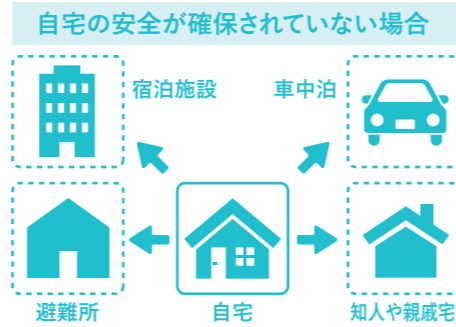 自宅の安全が確保されていない場合
宿泊施設
車中泊
避難所
自宅
知人や親戚宅